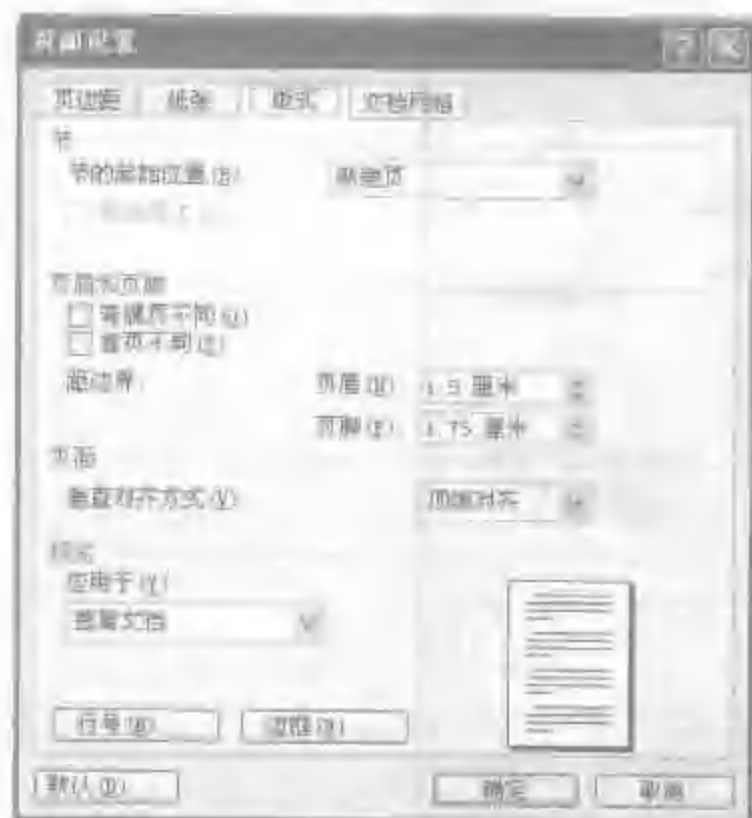 页面设置
页边距 纸张 版式 文档网格
节
节的起始位置(R): 新建页
页眉和页脚
奇偶页不同(O)
首页不同(P)
距边界: 页眉(H): 1.5 厘米
页脚(F): 1.75 厘米
页面
垂直对齐方式(V): 顶端对齐
预览
应用于(Y):
整篇文档
行号(N)... 边框(B)...
默认(D)... 确定 取消